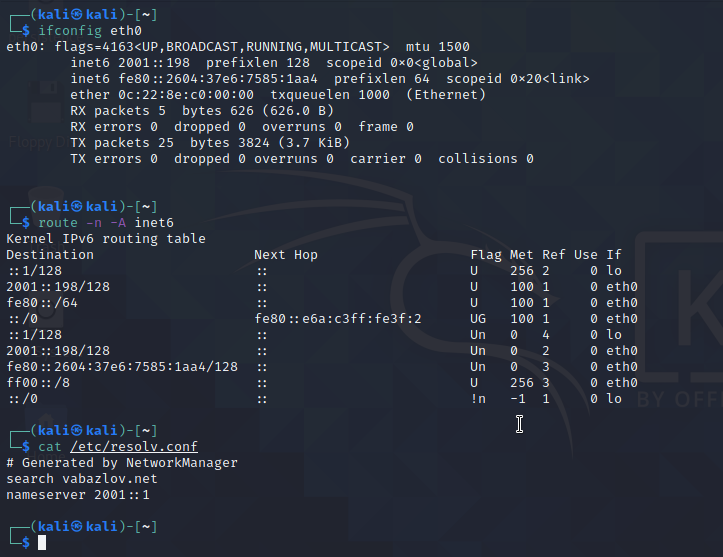 ┌──(kali㉿kali)-[~]
└─$ ifconfig eth0
eth0: flags=4163<UP,BROADCAST,RUNNING,MULTICAST>  mtu 1500
        inet6 2001::198  prefixlen 128  scopeid 0×0<global>
        inet6 fe80::2604:37e6:7585:1aa4  prefixlen 64  scopeid 0×20<link>
        ether 0c:22:8e:c0:00:00  txqueuelen 1000  (Ethernet)
        RX packets 5  bytes 626 (626.0 B)
        RX errors 0  dropped 0  overruns 0  frame 0
        TX packets 25  bytes 3824 (3.7 KiB)
        TX errors 0  dropped 0 overruns 0  carrier 0  collisions 0
┌──(kali㉿kali)-[~]
└─$ route -n -A inet6
Kernel IPv6 routing table
Destination                    Next Hop                   Flag Met Ref Use If
::1/128                        ::                         U    256 2     0 lo
2001::198/128                  ::                         U    100 1     0 eth0
fe80::/64                      ::                         U    100 1     0 eth0
::/0                           fe80::e6a:c3ff:fe3f:2      UG   100 1     0 eth0
::1/128                        ::                         Un   0   4     0 lo
2001::198/128                  ::                         Un   0   2     0 eth0
fe80::2604:37e6:7585:1aa4/128  ::                         Un   0   3     0 eth0
ff00::/8                       ::                         U    256 3     0 eth0
::/0                           ::                         !n   -1  1     0 lo
┌──(kali㉿kali)-[~]
└─$ cat /etc/resolv.conf
# Generated by NetworkManager
search vabazlov.net
nameserver 2001::1
┌──(kali㉿kali)-[~]
└─$